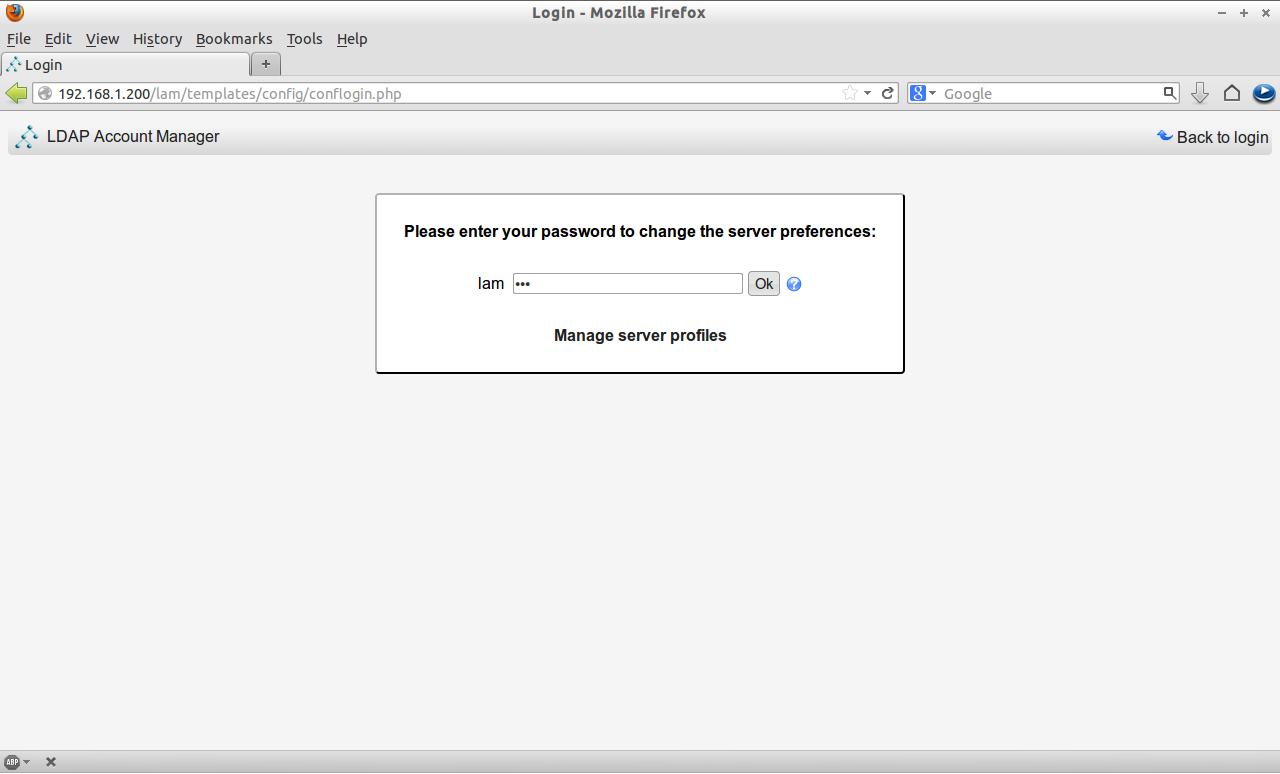 Login - Mozilla Firefox
File Edit View History Bookmarks Tools Help
Login
192.168.1.200/lam/templates/config/conflogin.php Google
LDAP Account Manager Back to login
Please enter your password to change the server preferences:
lam ••• Ok ?
Manage server profiles
ABP